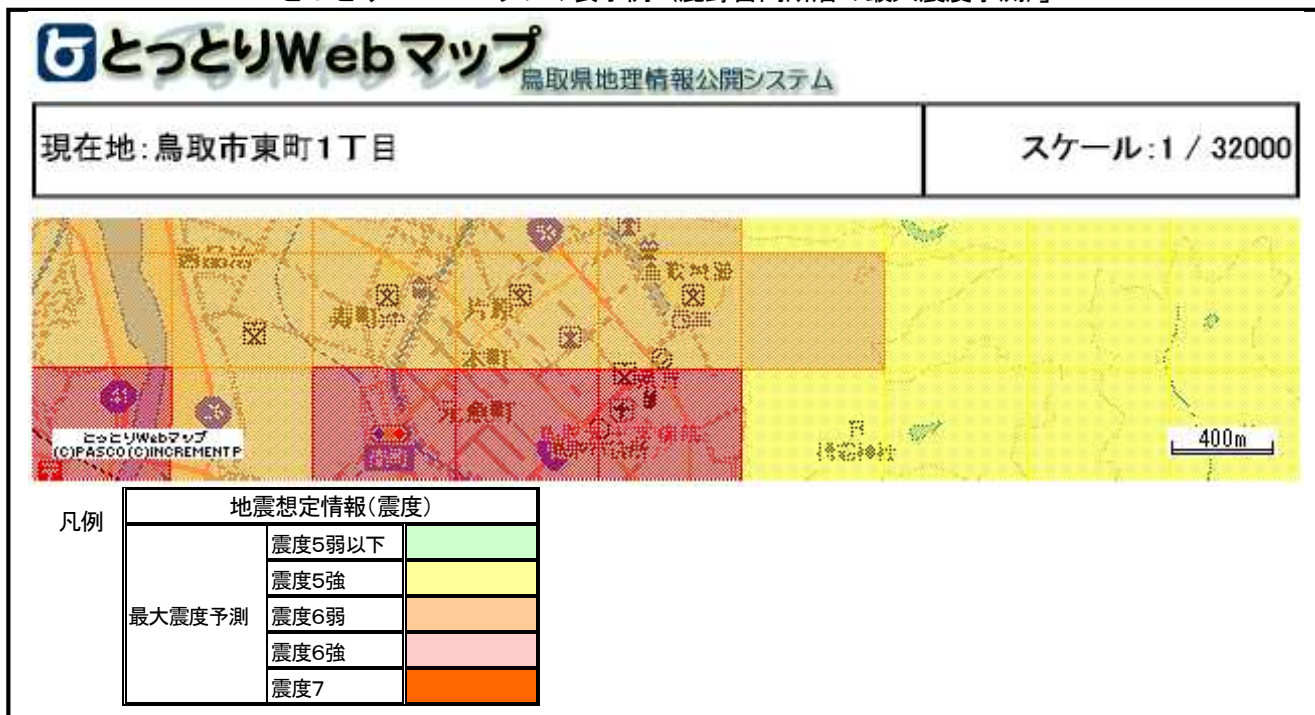 とっとりWebマップ
鳥取県地理情報公開システム
現在地:鳥取市東町1丁目
スケール:1 / 32000
寿町
片原
本町
元魚町
とっとりWebマップ
(C)PASCO(C)INCREMENT P
400m
凡例
地震想定情報(震度)
最大震度予測
震度5弱以下
震度5強
震度6弱
震度6強
震度7